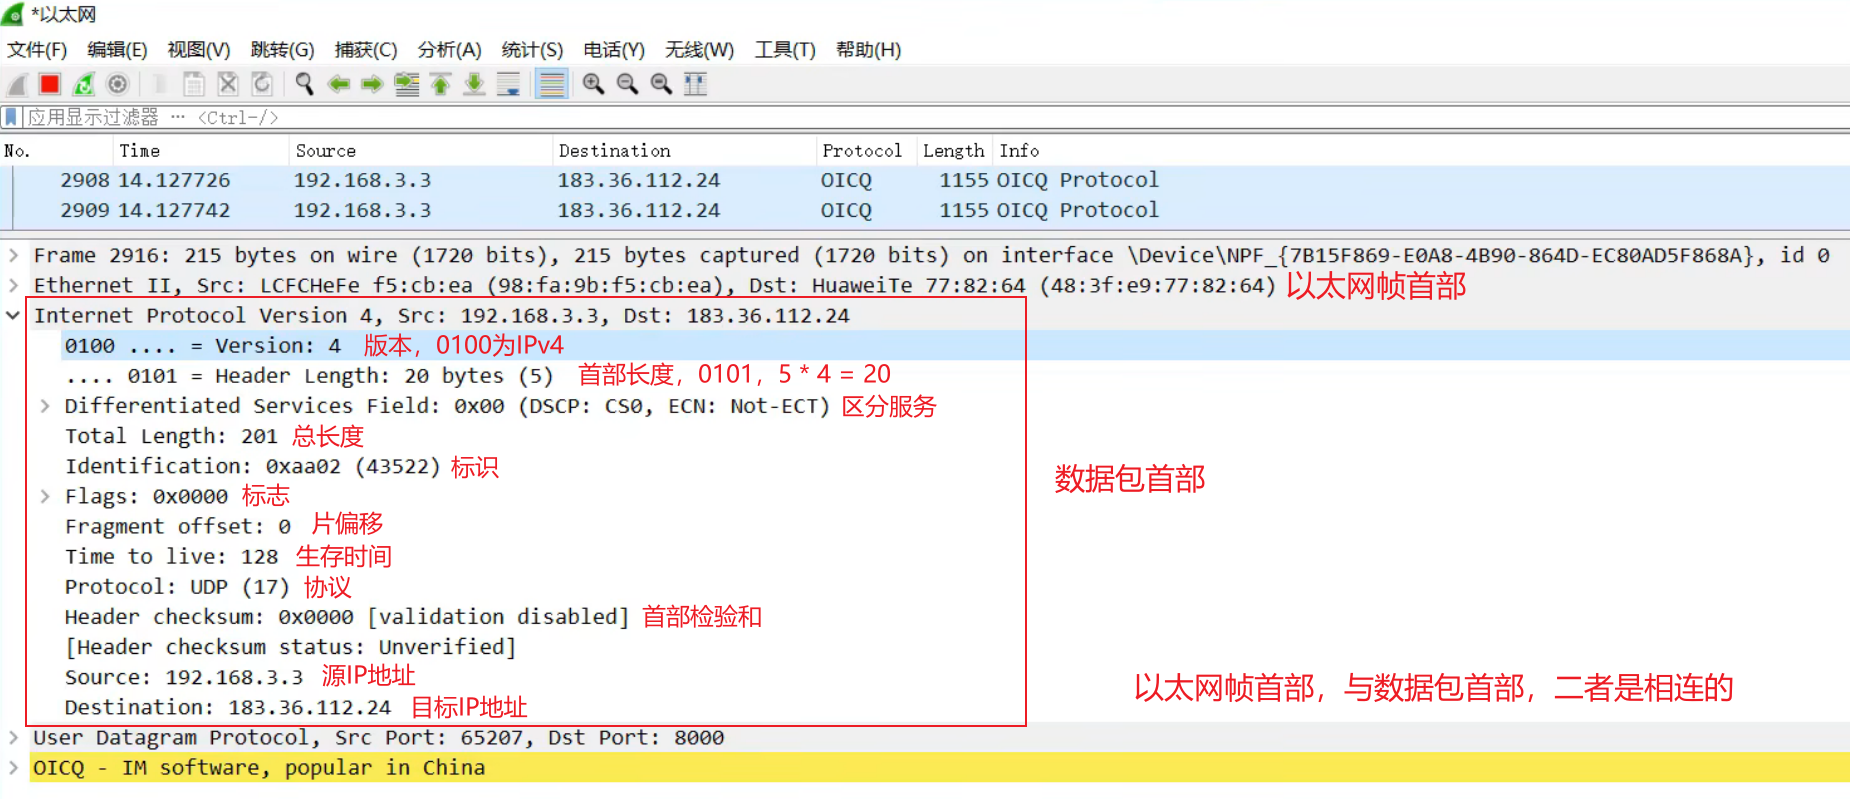 *以太网
文件(F) 编辑(E) 视图(V) 跳转(G) 捕获(C) 分析(A) 统计(S) 电话(Y) 无线(W) 工具(T) 帮助(H)
应用显示过滤器 … <Ctrl-/>
No. Time Source Destination Protocol Length Info
2908 14.127726 192.168.3.3 183.36.112.24 OICQ 1155 OICQ Protocol
2909 14.127742 192.168.3.3 183.36.112.24 OICQ 1155 OICQ Protocol
Frame 2916: 215 bytes on wire (1720 bits), 215 bytes captured (1720 bits) on interface \Device\NPF_{7B15F869-E0A8-4B90-864D-EC80AD5F868A}, id 0
Ethernet II, Src: LCFCHeFe f5:cb:ea (98:fa:9b:f5:cb:ea), Dst: HuaweiTe 77:82:64 (48:3f:e9:77:82:64) 以太网帧首部
Internet Protocol Version 4, Src: 192.168.3.3, Dst: 183.36.112.24
0100 .... = Version: 4 版本，0100为IPv4
.... 0101 = Header Length: 20 bytes (5) 首部长度，0101，5 * 4 = 20
Differentiated Services Field: 0x00 (DSCP: CS0, ECN: Not-ECT) 区分服务
Total Length: 201 总长度
Identification: 0xaa02 (43522) 标识
数据包首部
Flags: 0x0000 标志
Fragment offset: 0 片偏移
Time to live: 128 生存时间
Protocol: UDP (17) 协议
Header checksum: 0x0000 [validation disabled] 首部检验和
[Header checksum status: Unverified]
Source: 192.168.3.3 源IP地址
以太网帧首部，与数据包首部，二者是相连的
Destination: 183.36.112.24 目标IP地址
User Datagram Protocol, Src Port: 65207, Dst Port: 8000
OICQ - IM software, popular in China